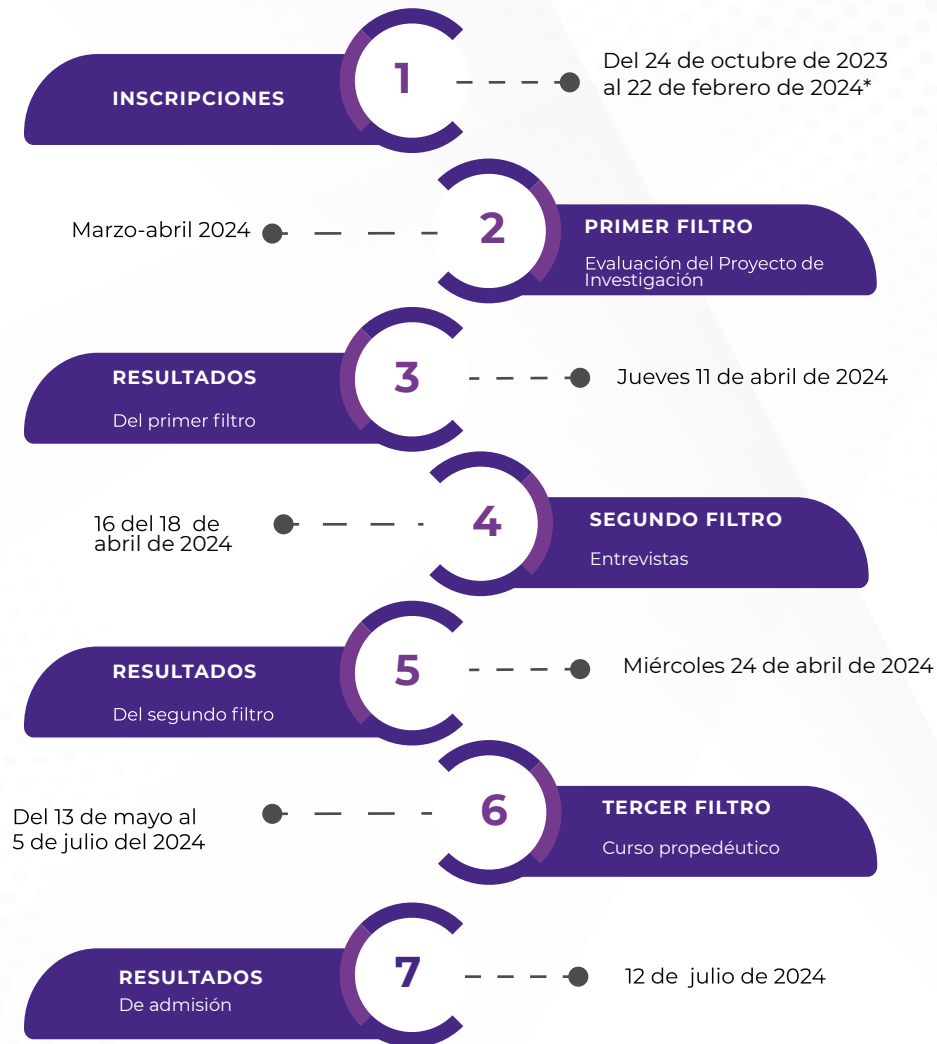 INSCRIPCIONES
1
Del 24 de octubre de 2023
al 22 de febrero de 2024*
Marzo-abril 2024
2
PRIMER FILTRO
Evaluación del Proyecto de
Investigación
RESULTADOS
Del primer filtro
3
Jueves 11 de abril de 2024
16 del 18 de
abril de 2024
4
SEGUNDO FILTRO
Entrevistas
RESULTADOS
Del segundo filtro
5
Miércoles 24 de abril de 2024
Del 13 de mayo al
5 de julio del 2024
6
TERCER FILTRO
Curso propedéutico
RESULTADOS
De admisión
7
12 de julio de 2024